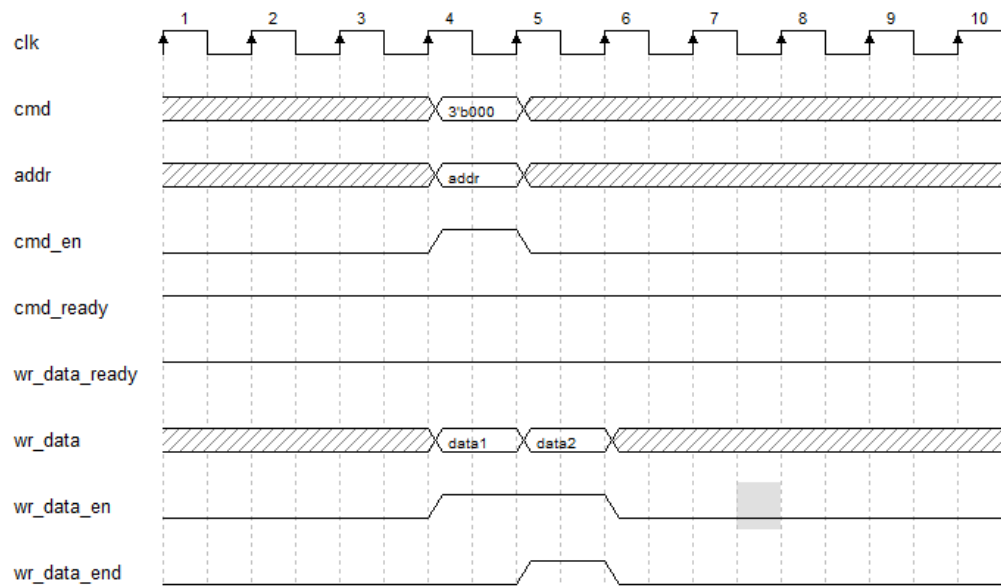 1 2 3 4 5 6 7 8 9 10
clk
cmd 3'b000
addr addr
cmd_en
cmd_ready
wr_data_ready
wr_data data1 data2
wr_data_en
wr_data_end